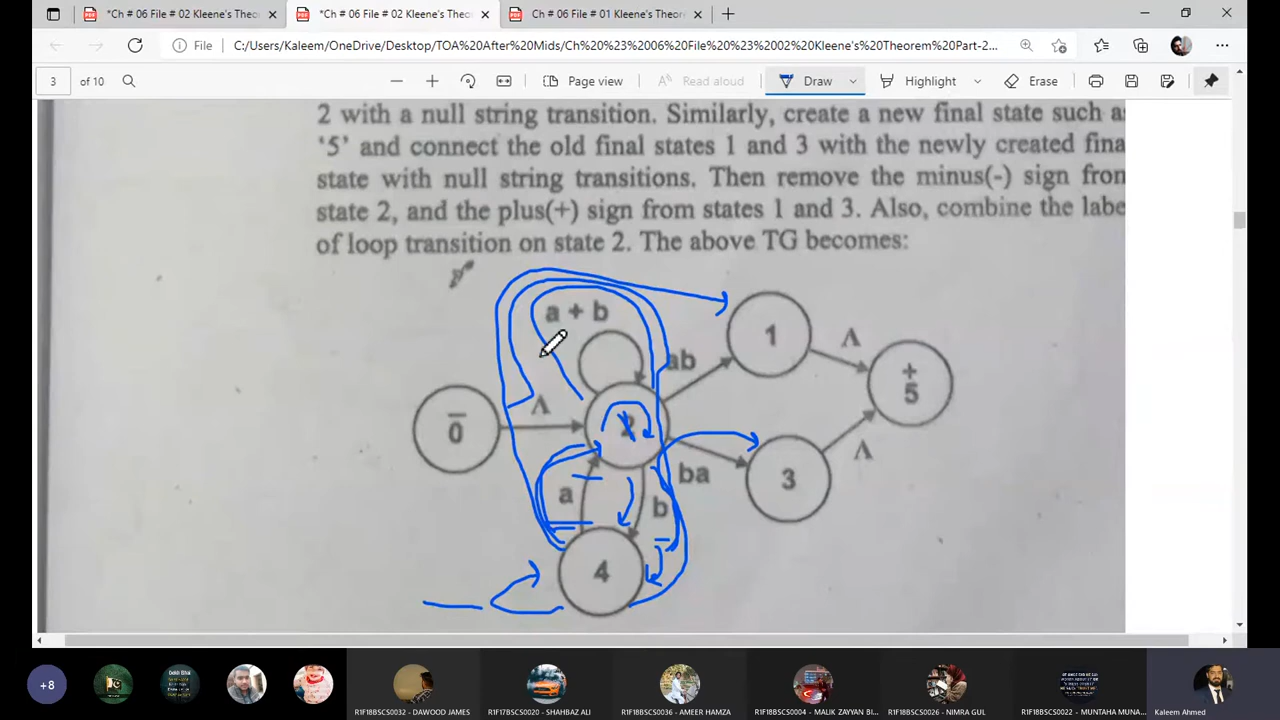 *Ch # 06 File # 02 Kleene's Theo
*Ch # 06 File # 02 Kleene's Theo
Ch # 06 File # 01 Kleene's Theore
File C:/Users/Kaleem/OneDrive/Desktop/TOA%20After%20Mids/Ch%20%23%2006%20File%20%23%2002%20Kleene's%20Theorem%20Part-2...
3 of 10 Page view Read aloud Draw Highlight Erase
2 with a null string transition. Similarly, create a new final state such a
'5' and connect the old final states 1 and 3 with the newly created fina
state with null string transitions. Then remove the minus(-) sign from
state 2, and the plus(+) sign from states 1 and 3. Also, combine the labe
of loop transition on state 2. The above TG becomes:
a + b
1
Λ
ab
+
5
Λ
–
0
2
Λ
ba
3
a
b
4
+8
R1F18BSCS0032 - DAWOOD JAMES
R1F17BSCS0020 - SHAHBAZ ALI
R1F18BSCS0036 - AMEER HAMZA
R1F18BSCS0004 - MALIK ZAYYAN BI...
R1F18BSCS0026 - NIMRA GUL
R1F18BSCS0022 - MUNTAHA MUNA...
Kaleem Ahmed